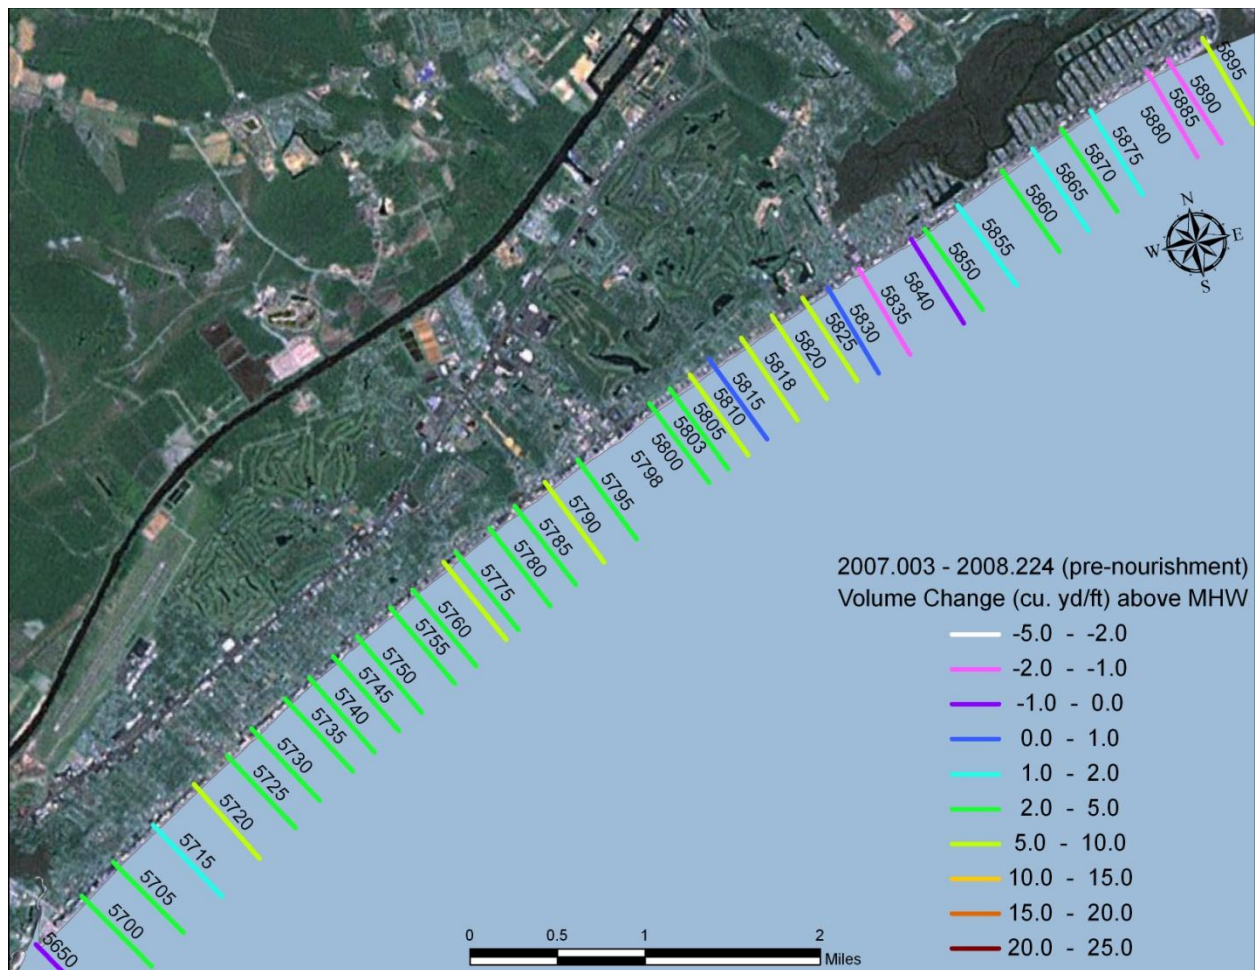 5895
5890
5885
5880
5875
5870
5865
5860
5855
5850
5840
5835
5830
5825
5820
5818
5815
5810
5805
5803
5800
5798
5795
5790
5785
5780
5775
5760
5755
5750
5745
5740
5735
5730
5725
5720
5715
5705
5700
5650
N
W
E
S
2007.003 - 2008.224 (pre-nourishment)
Volume Change (cu. yd/ft) above MHW
-5.0 - -2.0
-2.0 - -1.0
-1.0 - 0.0
0.0 - 1.0
1.0 - 2.0
2.0 - 5.0
5.0 - 10.0
10.0 - 15.0
15.0 - 20.0
20.0 - 25.0
0 0.5 1 2
Miles